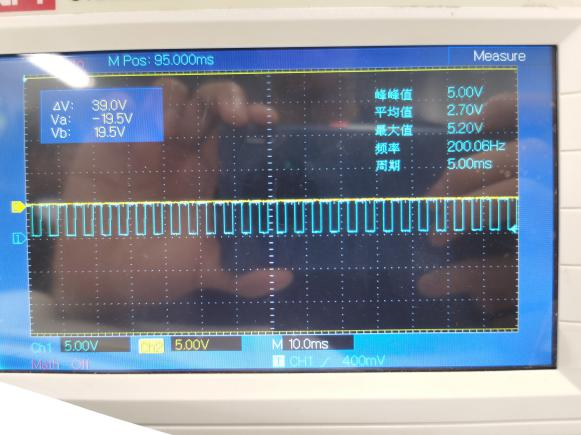 M Pos: 95.000ms
Measure
ΔV: 39.0V
Va: -19.5V
Vb: 19.5V
峰峰值 5.00V
平均值 2.70V
最大值 5.20V
频率 200.06Hz
周期 5.00ms
1
Ch1 5.00V Ch2 5.00V M 10.0ms
Math Off T CH1 400mV